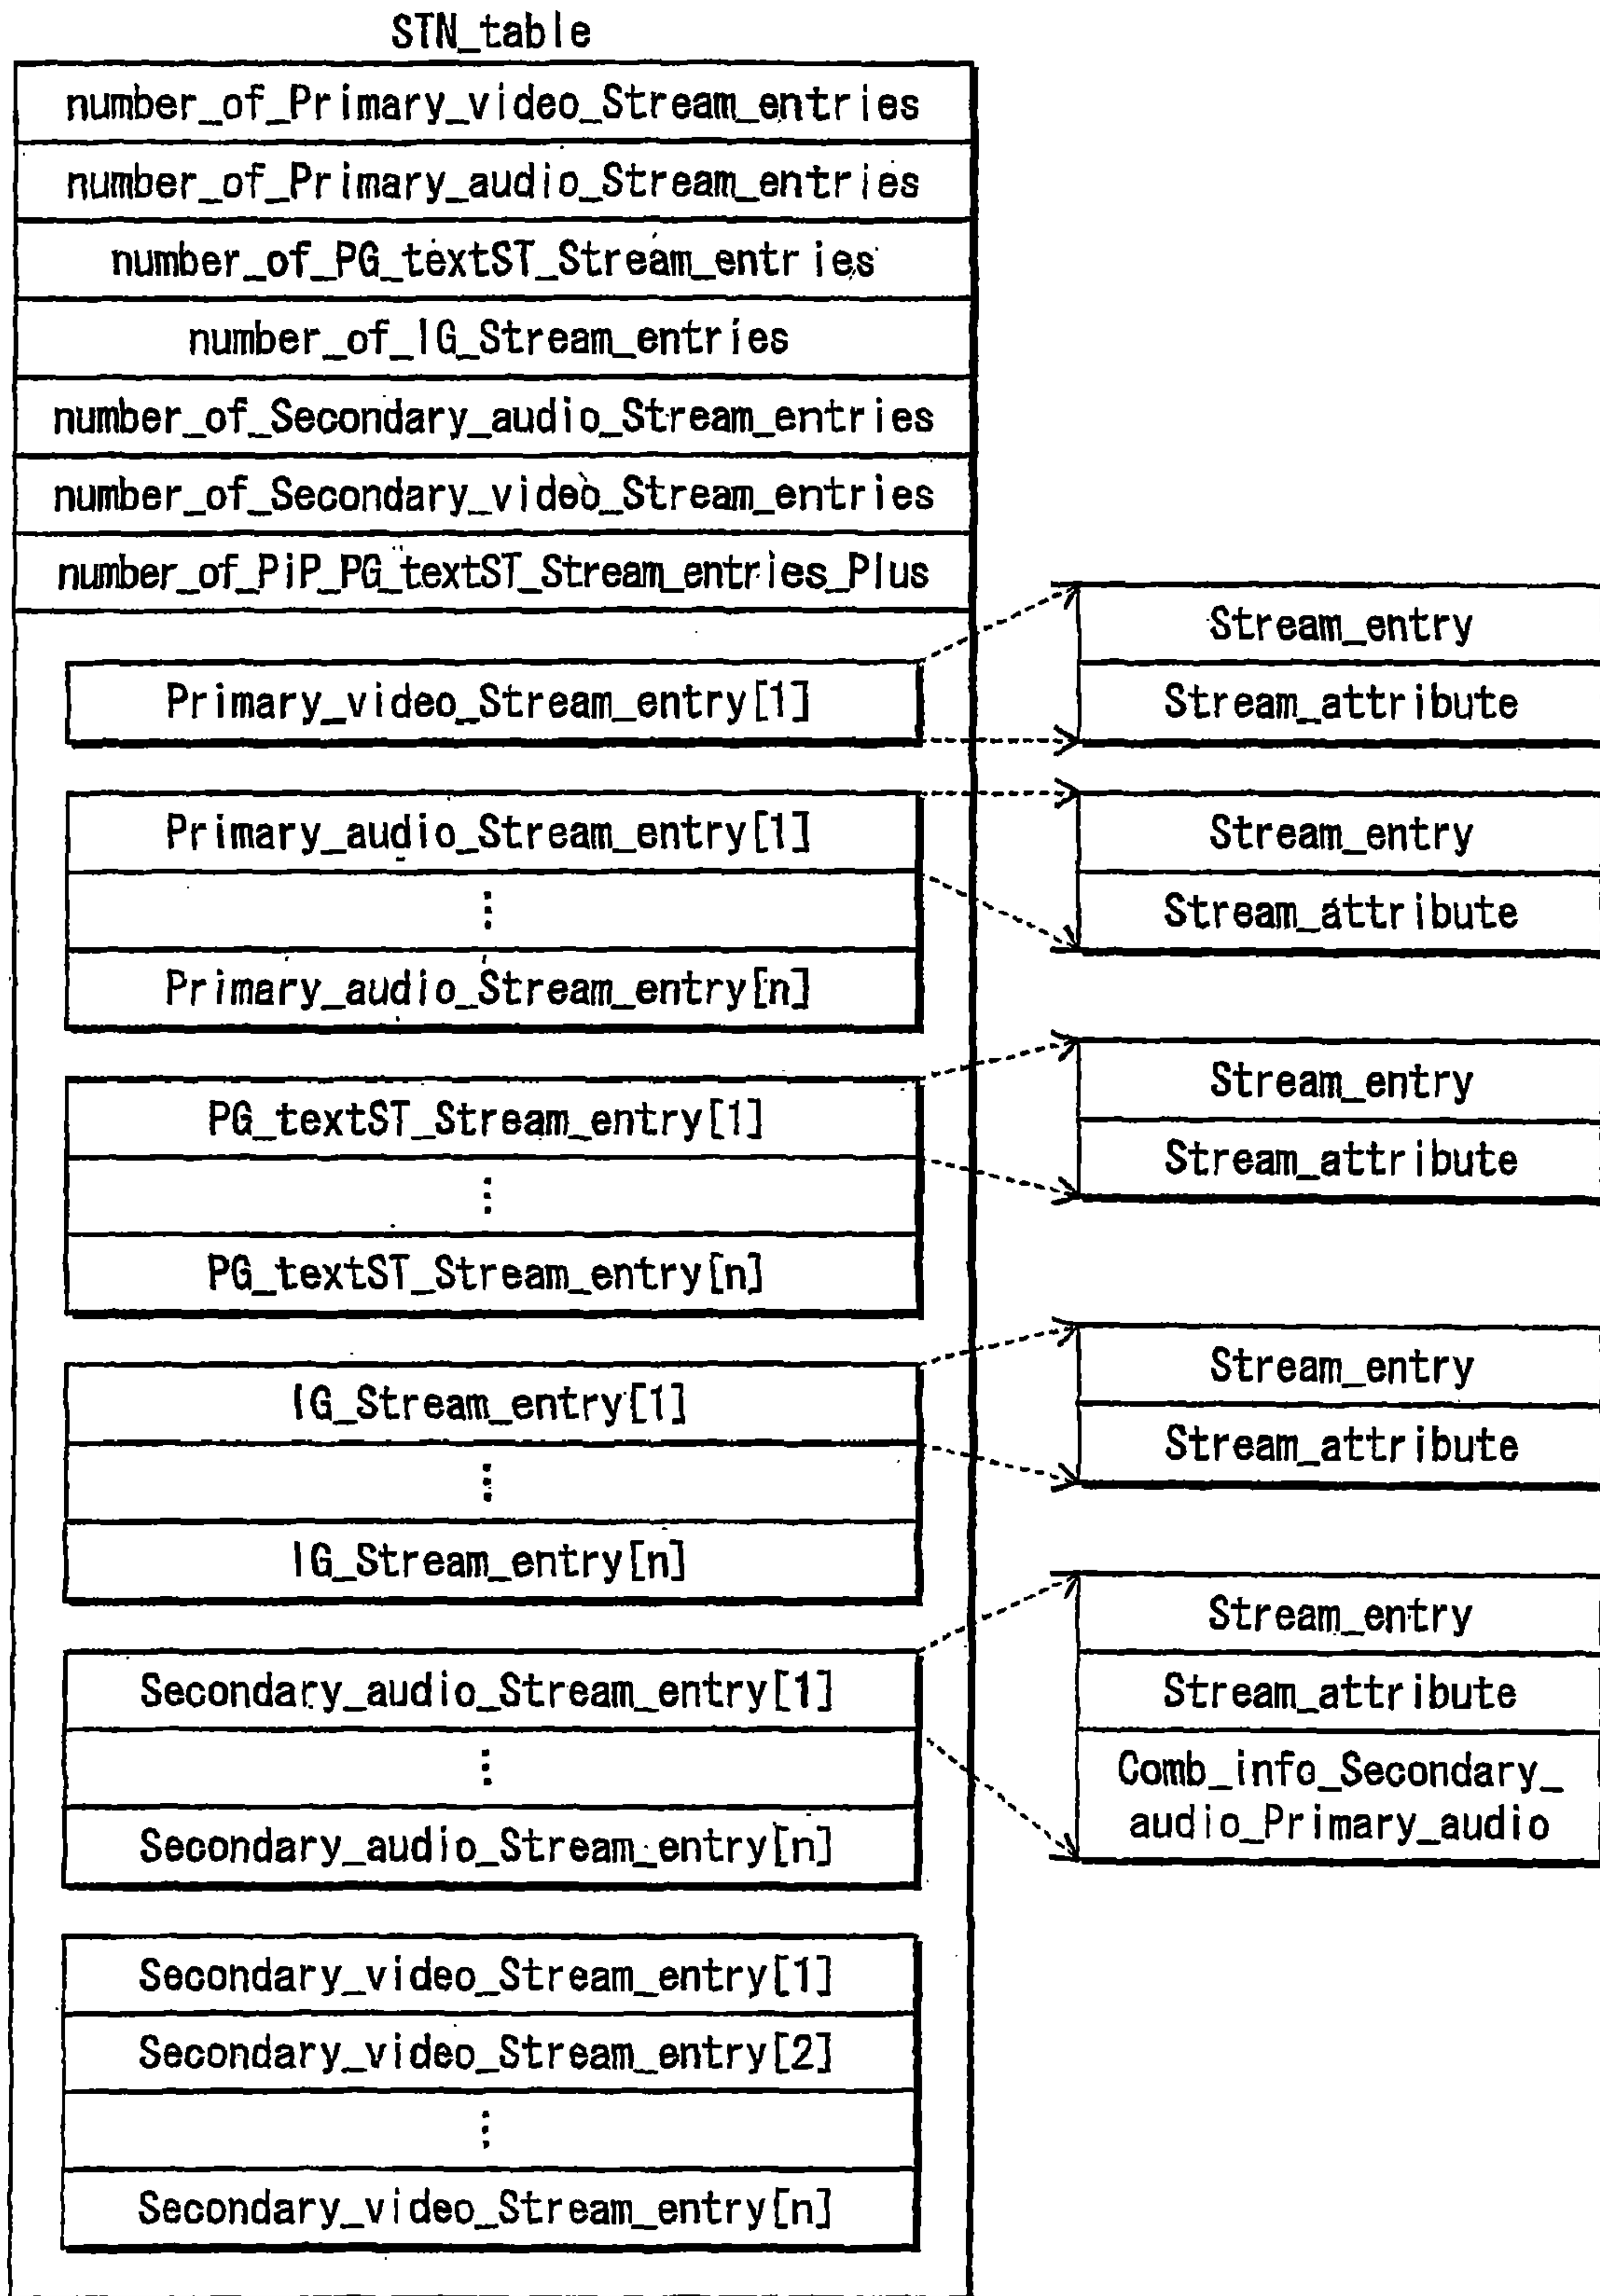 STN_table
number_of_Primary_video_Stream_entries
number_of_Primary_audio_Stream_entries
number_of_PG_textST_Stream_entries
number_of_IG_Stream_entries
number_of_Secondary_audio_Stream_entries
number_of_Secondary_video_Stream_entries
number_of_PiP_PG_textST_Stream_entries_Plus
Primary_video_Stream_entry[1]
Stream_entry
Stream_attribute
Primary_audio_Stream_entry[1]
⋮
Primary_audio_Stream_entry[n]
Stream_entry
Stream_attribute
PG_textST_Stream_entry[1]
⋮
PG_textST_Stream_entry[n]
Stream_entry
Stream_attribute
IG_Stream_entry[1]
⋮
IG_Stream_entry[n]
Stream_entry
Stream_attribute
Secondary_audio_Stream_entry[1]
⋮
Secondary_audio_Stream_entry[n]
Stream_entry
Stream_attribute
Comb_info_Secondary_
audio_Primary_audio
Secondary_video_Stream_entry[1]
Secondary_video_Stream_entry[2]
⋮
Secondary_video_Stream_entry[n]